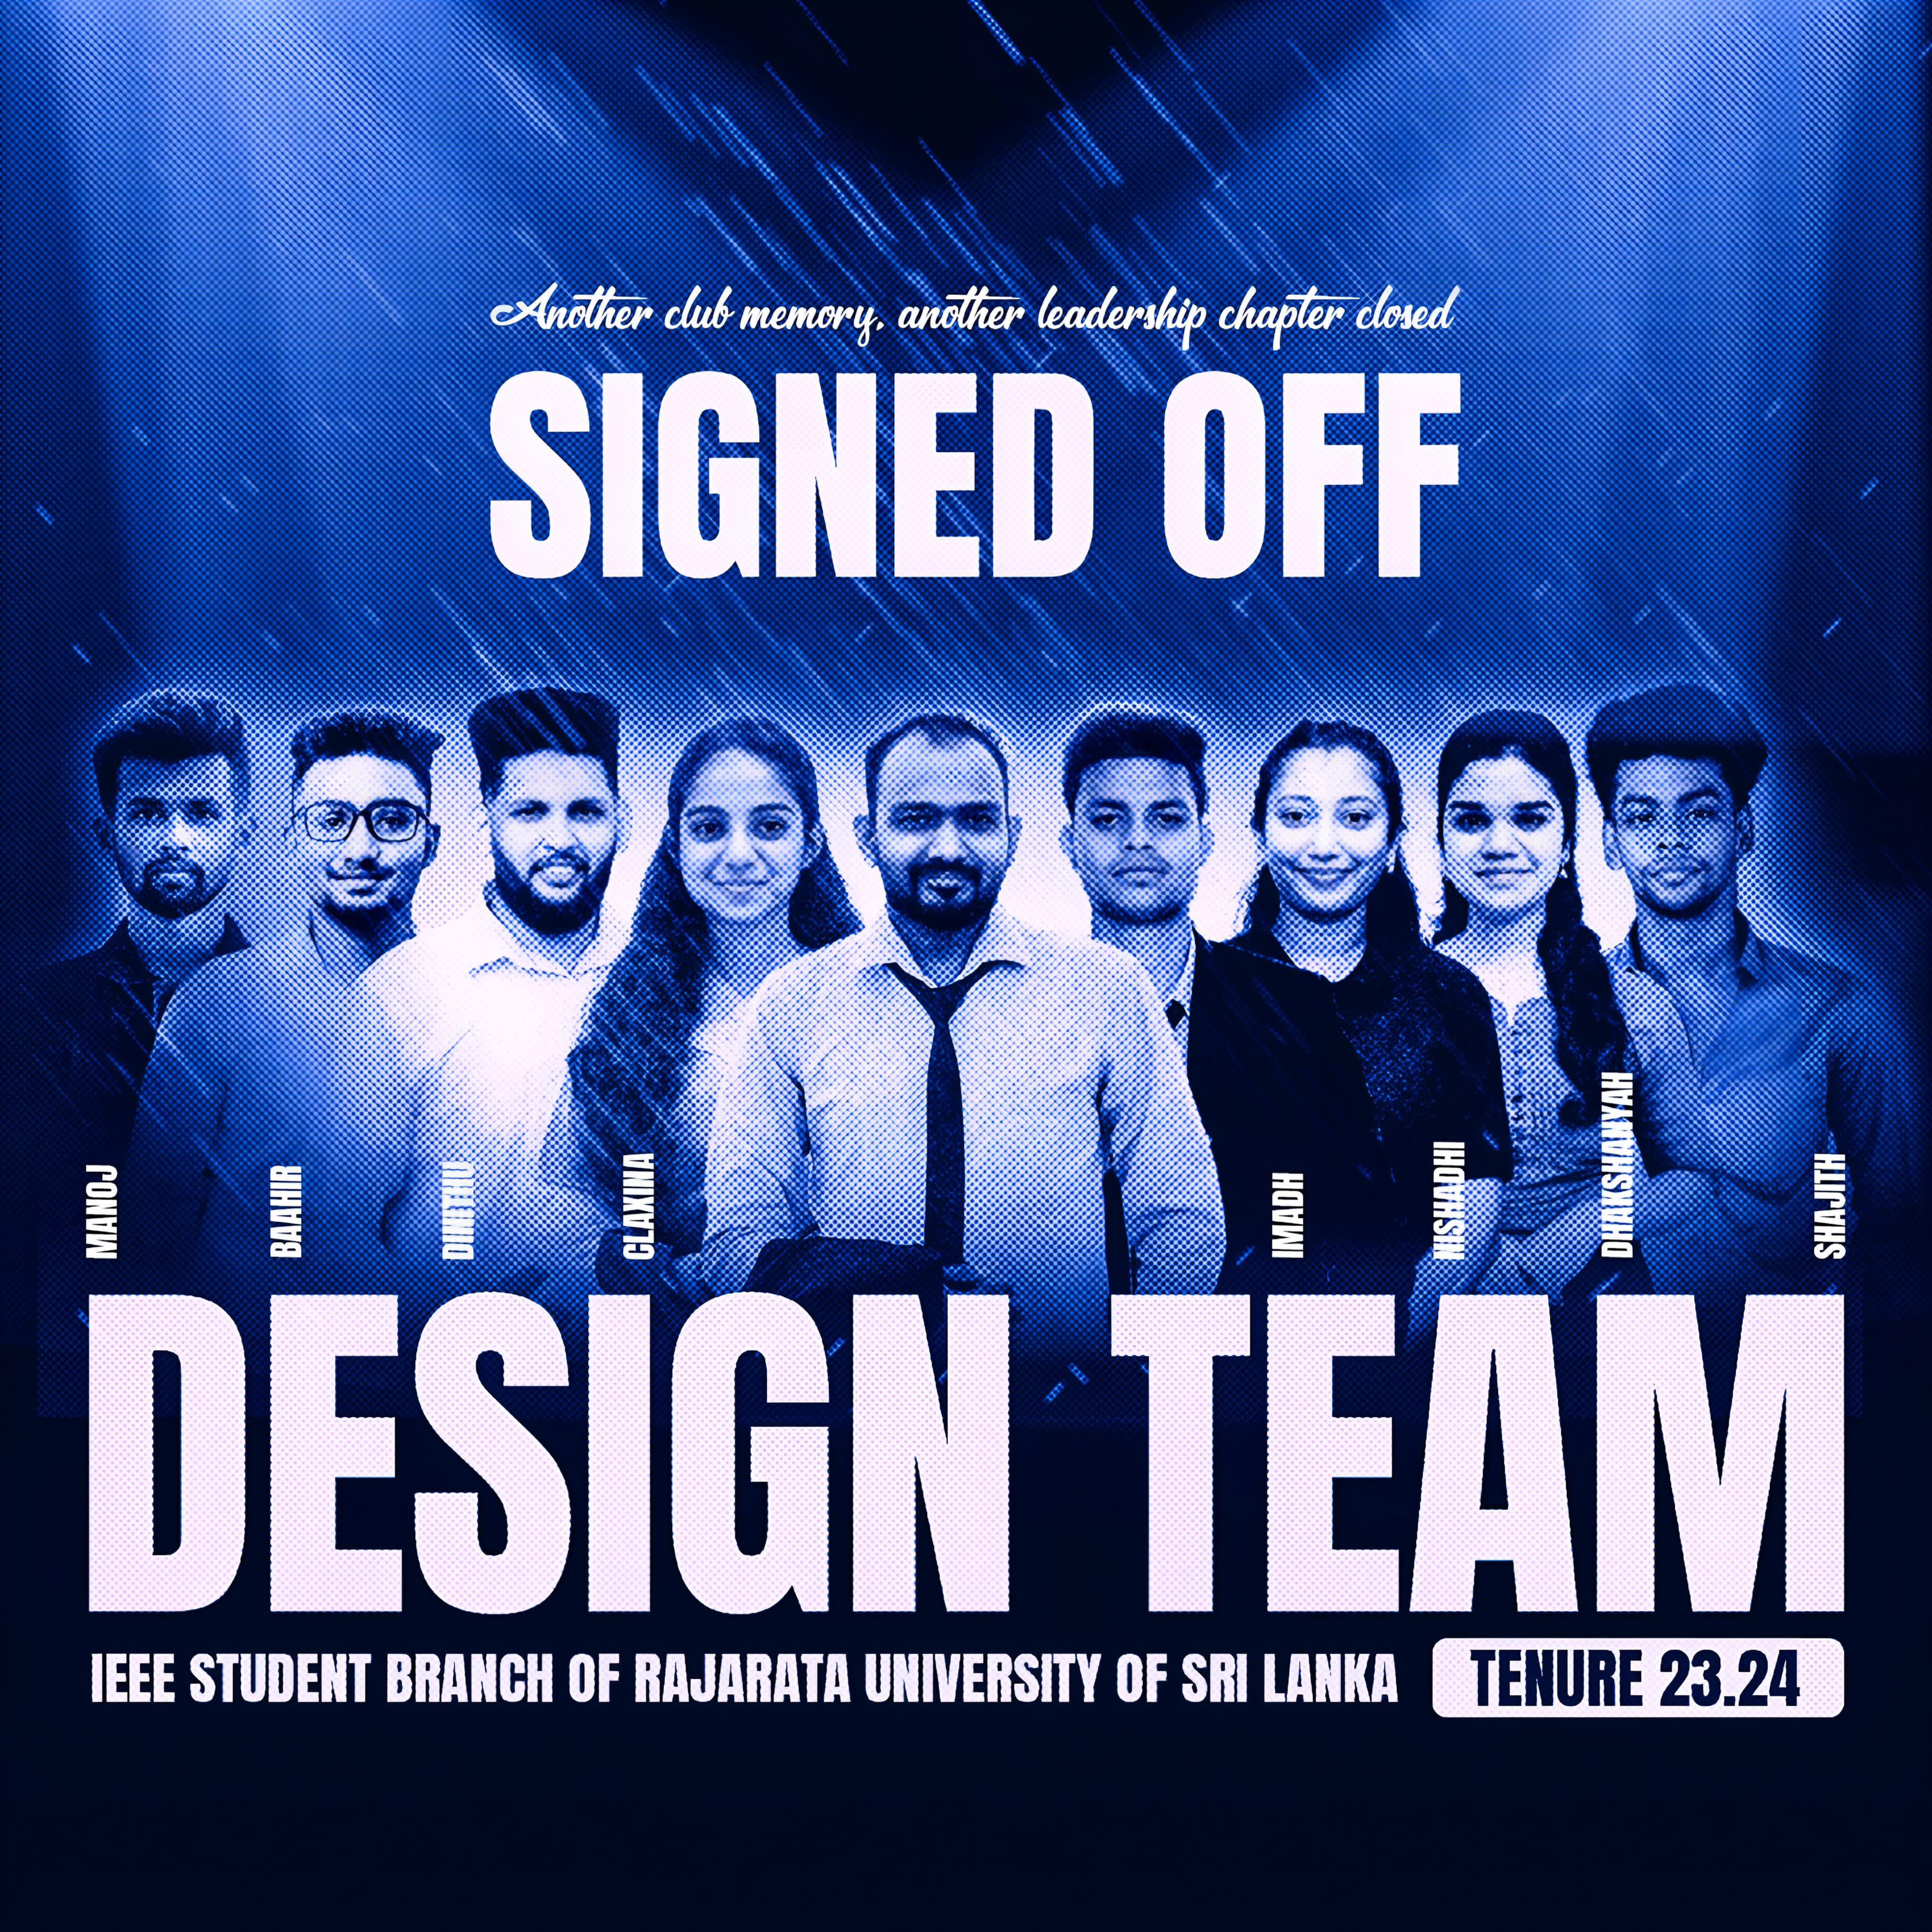 Another club memory, another leadership chapter closed
SIGNED OFF
MANOJ
BAAHIR
DINETHU
CLAXINA
IMADH
NISHADHI
DHAKSHANYAH
SHAJITH
DESIGN TEAM
IEEE STUDENT BRANCH OF RAJARATA UNIVERSITY OF SRI LANKA
TENURE 23.24